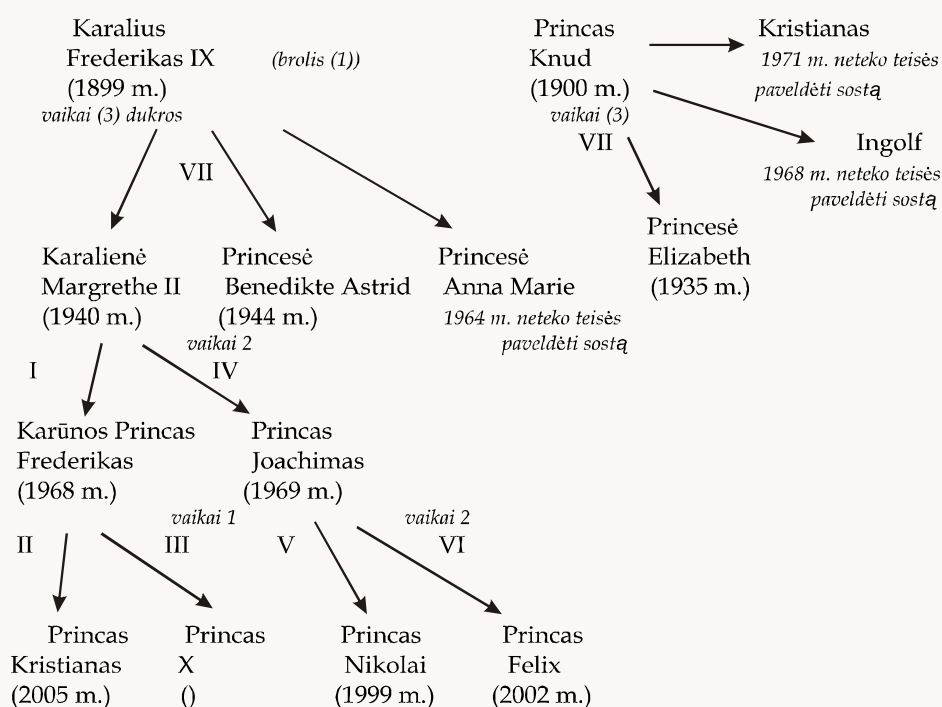 Karalius
Frederikas IX
(1899 m.)
vaikai (3) dukros
(brolis (1))
Princas
Knud
(1900 m.)
vaikai (3)
VII
Kristianas
1971 m. neteko teisės
paveldėti sostą
Ingolf
1968 m. neteko teisės
paveldėti sostą
Princesė
Elizabeth
(1935 m.)
VII
Karalienė
Margrethe II
(1940 m.)
Princesė
Benedikte Astrid
(1944 m.)
Princesė
Anna Marie
1964 m. neteko teisės
paveldėti sostą
vaikai 2
I
IV
Karūnos Princas
Frederikas
(1968 m.)
Princas
Joachimas
(1969 m.)
vaikai 1
vaikai 2
II
III
V
VI
Princas
Kristianas
(2005 m.)
Princas
X
()
Princas
Nikolai
(1999 m.)
Princas
Felix
(2002 m.)